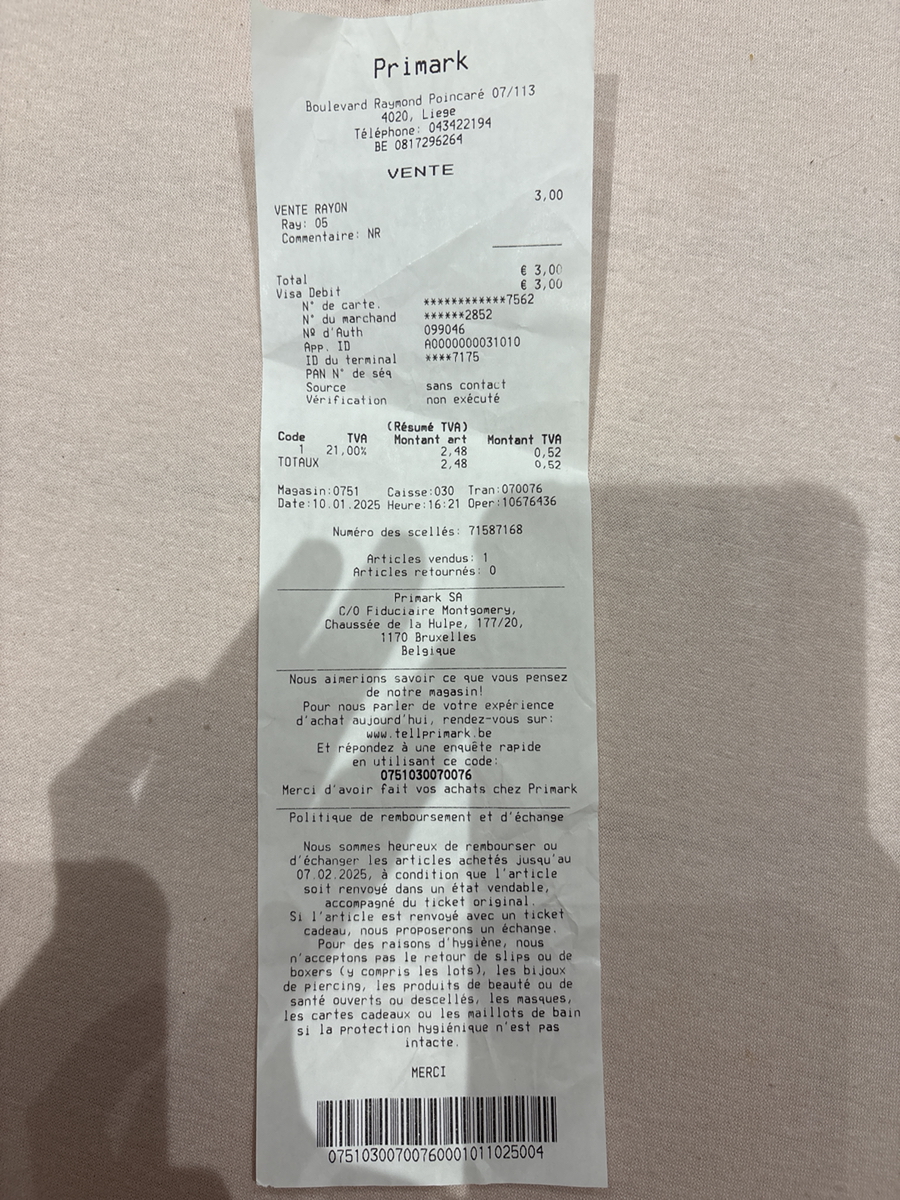 Primark
Boulevard Raymond Poincaré 07/113
4020, Liege
Téléphone: 043422194
BE 0817296264
VENTE
VENTE RAYON 3,00
Ray: 05
Commentaire: NR
Total € 3,00
Visa Debit € 3,00
N° de carte. ************7562
N° du marchand ******2852
Nº d'Auth 099046
App. ID A0000000031010
ID du terminal ****7175
PAN N° de séq
Source sans contact
Vérification non exécuté
(Résumé TVA)
Code TVA Montant art Montant TVA
1 21,00% 2,48 0,52
TOTAUX 2,48 0,52
Magasin:0751 Caisse:030 Tran:070076
Date:10.01.2025 Heure:16:21 Oper:10676436
Numéro des scellés: 71587168
Articles vendus: 1
Articles retournés: 0
Primark SA
C/O Fiduciaire Montgomery,
Chaussée de la Hulpe, 177/20,
1170 Bruxelles
Belgique
Nous aimerions savoir ce que vous pensez
de notre magasin!
Pour nous parler de votre expérience
d'achat aujourd'hui, rendez-vous sur:
www.tellprimark.be
Et répondez à une enquête rapide
en utilisant ce code:
0751030070076
Merci d'avoir fait vos achats chez Primark
Politique de remboursement et d'échange
Nous sommes heureux de rembourser ou
d'échanger les articles achetés jusqu'au
07.02.2025, à condition que l'article
soit renvoyé dans un état vendable,
accompagné du ticket original.
Si l'article est renvoyé avec un ticket
cadeau, nous proposerons un échange.
Pour des raisons d'hygiène, nous
n'acceptons pas le retour de slips ou de
boxers (y compris les lots), les bijoux
de piercing, les produits de beauté ou de
santé ouverts ou descellés, les masques,
les cartes cadeaux ou les maillots de bain
si la protection hygiénique n'est pas
intacte.
MERCI
07510300700760001011025004